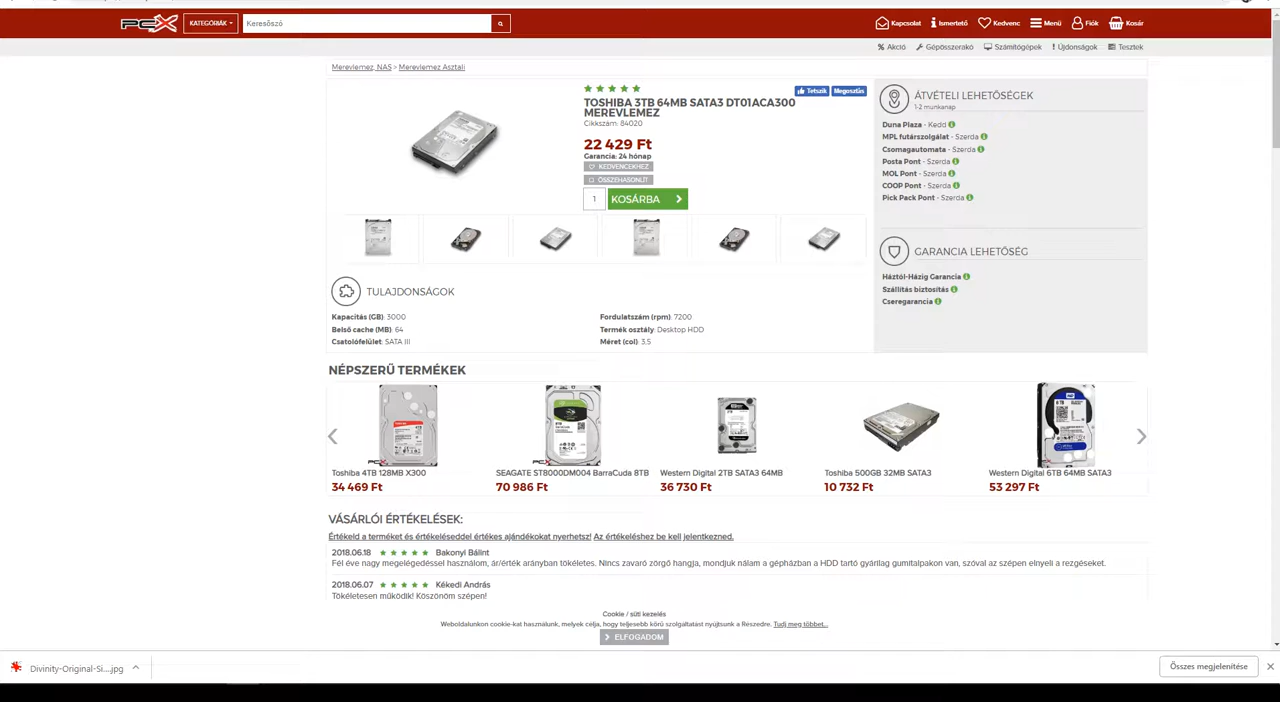 PCX KATEGÓRIÁK Keresőszó Kapcsolat Ismertető Kedvenc Menü Fiók Kosár
% Akció Gépösszerakó Számítógépek ! Újdonságok Tesztek
Merevlemez, NAS > Merevlemez Asztali
Tetszik Megosztás
TOSHIBA 3TB 64MB SATA3 DT01ACA300
MEREVLEMEZ
Cikkszám: 84020
22 429 Ft
Garancia: 24 hónap
KEDVENCEKHEZ
ÖSSZEHASONLÍT
1 KOSÁRBA
ÁTVÉTELI LEHETŐSÉGEK
1-2 munkanap
Duna Plaza - Kedd
MPL futárszolgálat - Szerda
Csomagautomata - Szerda
Posta Pont - Szerda
MOL Pont - Szerda
COOP Pont - Szerda
Pick Pack Pont - Szerda
GARANCIA LEHETŐSÉG
Háztól-Házig Garancia
Szállítás biztosítás
Cseregarancia
TULAJDONSÁGOK
Kapacitás (GB): 3000 Fordulatszám (rpm): 7200
Belső cache (MB): 64 Termék osztály: Desktop HDD
Csatolófelület: SATA III Méret (col): 3.5
NÉPSZERŰ TERMÉKEK
Toshiba 4TB 128MB X300 SEAGATE ST8000DM004 BarraCuda 8TB Western Digital 2TB SATA3 64MB Toshiba 500GB 32MB SATA3 Western Digital 6TB 64MB SATA3
34 469 Ft 70 986 Ft 36 730 Ft 10 732 Ft 53 297 Ft
VÁSÁRLÓI ÉRTÉKELÉSEK:
Értékeld a terméket és értékeléseddel értékes ajándékokat nyerhetsz! Az értékeléshez be kell jelentkezned.
2018.06.18 Bakonyi Bálint
Fél éve nagy megelégedéssel használom, ár/érték arányban tökéletes. Nincs zavaró zörgő hangja, mondjuk nálam a gépházban a HDD tartó gyárilag gumitalpakon van, szóval az szépen elnyeli a rezgéseket.
2018.06.07 Kékedi András
Tökéletesen működik! Köszönöm szépen!
Cookie / süti kezelés
Weboldalunkon cookie-kat használunk, melyek célja, hogy teljesebb körű szolgáltatást nyújtsunk a Részedre. Tudj meg többet...
ELFOGADOM
Divinity-Original-Si....jpg Összes megjelenítése